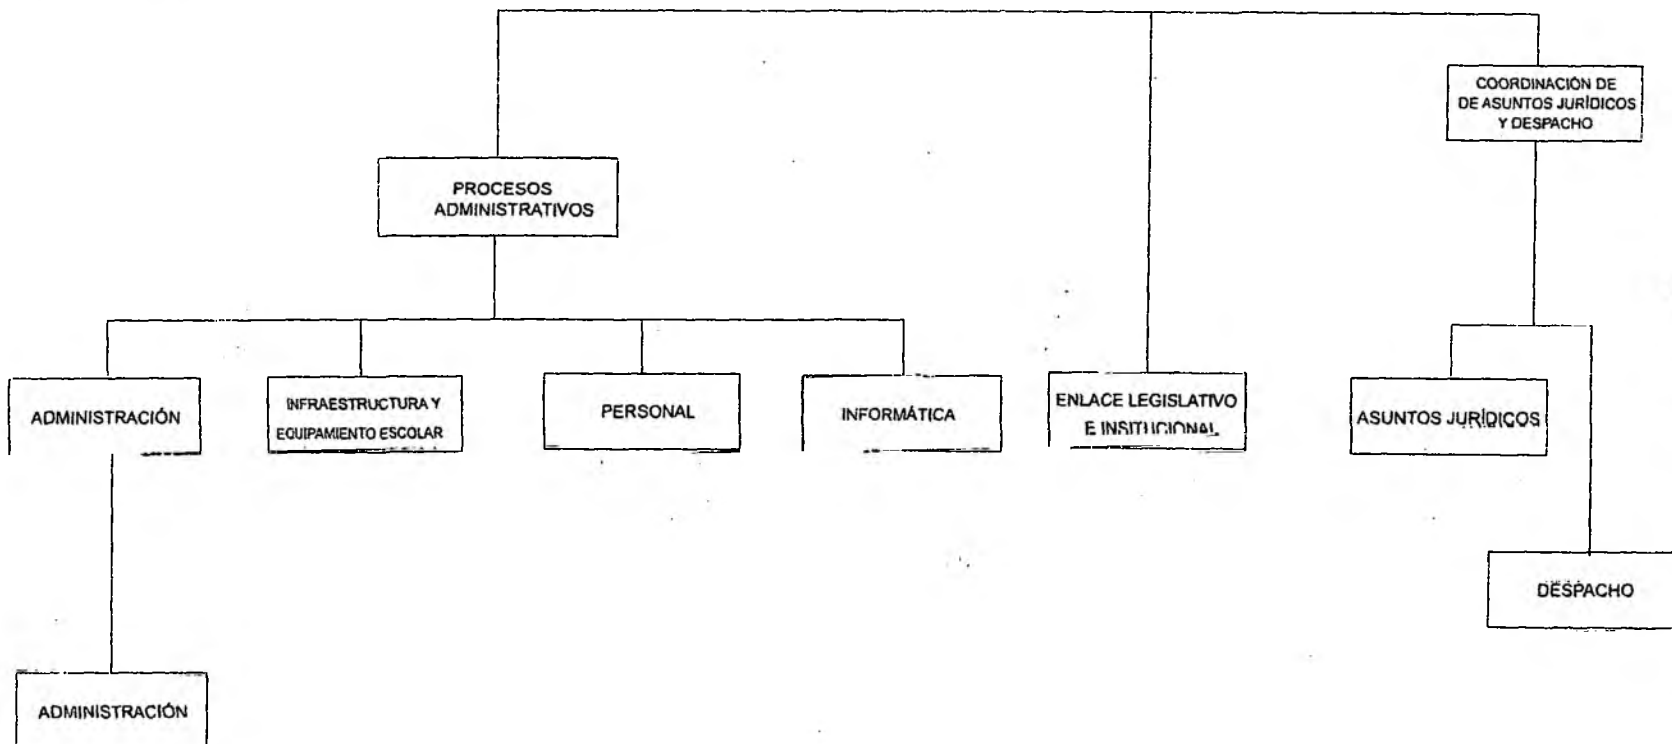 COORDINACIÓN DE
DE ASUNTOS JURÍDICOS
Y DESPACHO
PROCESOS
ADMINISTRATIVOS
ADMINISTRACIÓN
INFRAESTRUCTURA Y
EQUIPAMIENTO ESCOLAR
PERSONAL
INFORMÁTICA
ENLACE LEGISLATIVO
E INSITUCIONAL
ASUNTOS JURÍDICOS
DESPACHO
ADMINISTRACIÓN